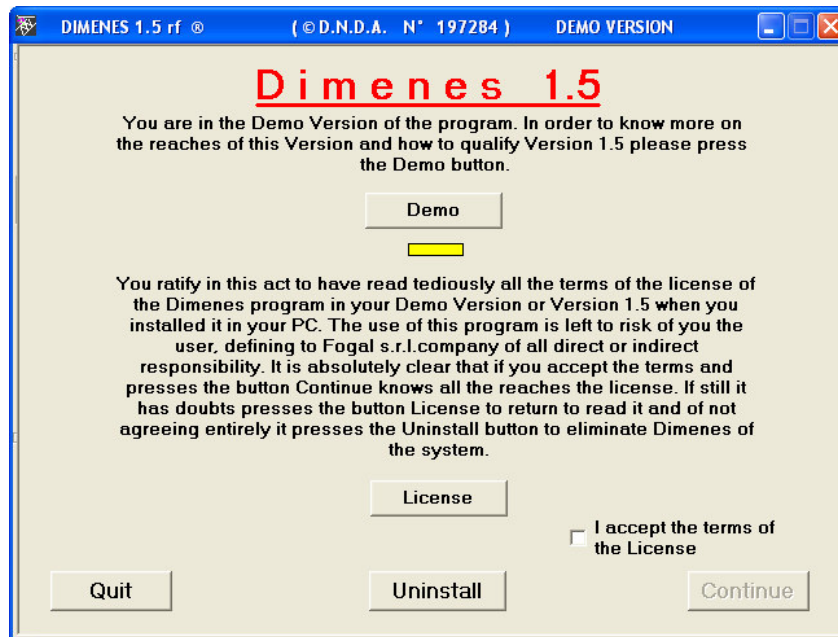 DIMENES 1.5 rf ® ( © D.N.D.A. N° 197284 ) DEMO VERSION
Dimenes 1.5
You are in the Demo Version of the program. In order to know more on
the reaches of this Version and how to qualify Version 1.5 please press
the Demo button.
Demo
You ratify in this act to have read tediously all the terms of the license of
the Dimenes program in your Demo Version or Version 1.5 when you
installed it in your PC. The use of this program is left to risk of you the
user, defining to Fogal s.r.l.company of all direct or indirect
responsibility. It is absolutely clear that if you accept the terms and
presses the button Continue knows all the reaches the license. If still it
has doubts presses the button License to return to read it and of not
agreeing entirely it presses the Uninstall button to eliminate Dimenes of
the system.
License
I accept the terms of
the License
Quit Uninstall Continue